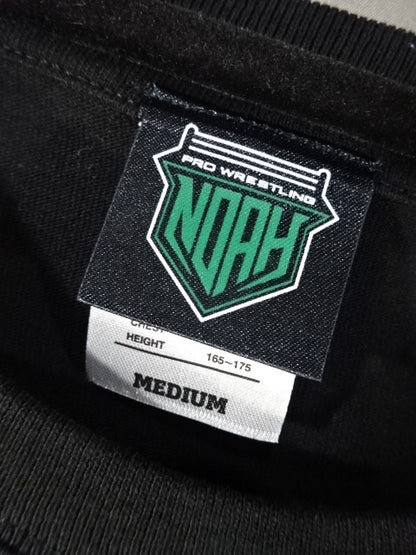 PRO WRESTLING
NOAH
CHEST
HEIGHT 165~175
MEDIUM